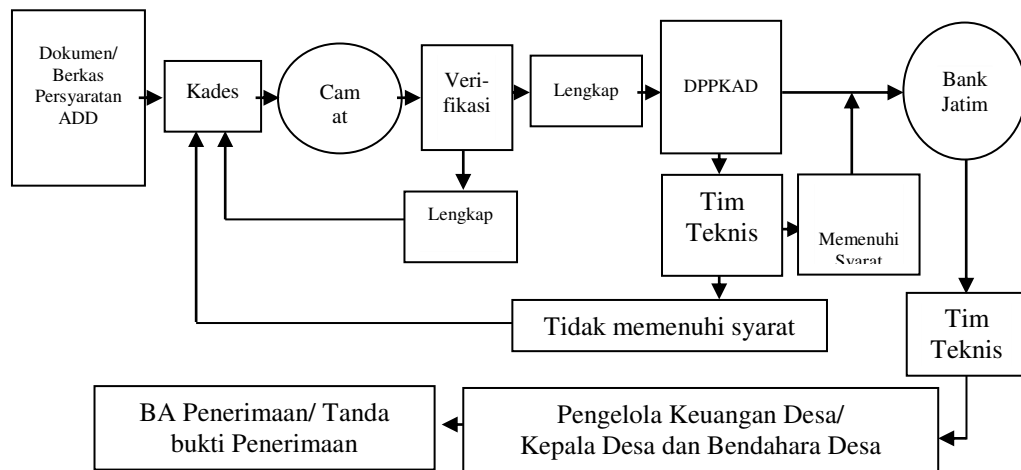 Dokumen/
Berkas
Persyaratan
ADD
Kades
Cam
at
Veri-
fikasi
Lengkap
DPPKAD
Bank
Jatim
Lengkap
Tim
Teknis
Memenuhi
Syarat
Tidak memenuhi syarat
Tim
Teknis
BA Penerimaan/ Tanda
bukti Penerimaan
Pengelola Keuangan Desa/
Kepala Desa dan Bendahara Desa